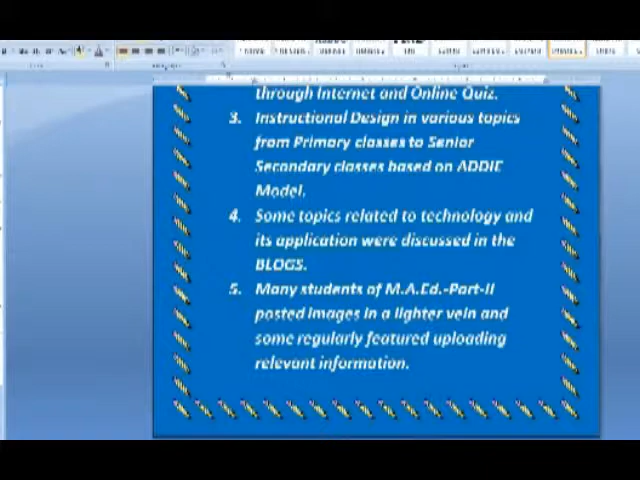 through Internet and Online Quiz.
3. Instructional Design in various topics
from Primary classes to Senior
Secondary classes based on ADDIE
Model.
4. Some topics related to technology and
its application were discussed in the
BLOGS.
5. Many students of M.A.Ed.-Part-II
posted images in a lighter vein and
some regularly featured uploading
relevant information.